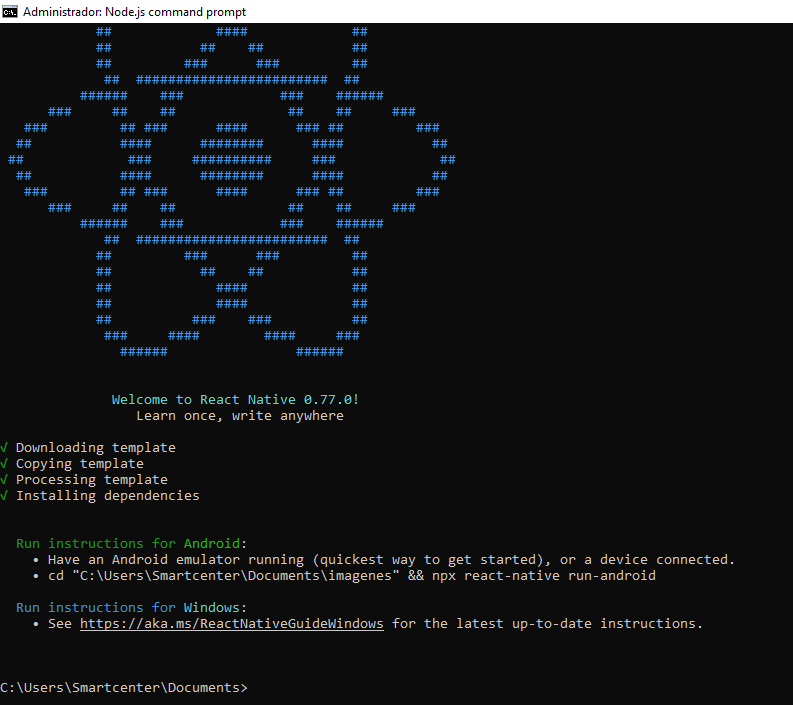 Administrador: Node.js command prompt
Welcome to React Native 0.77.0!
Learn once, write anywhere
√ Downloading template
√ Copying template
√ Processing template
√ Installing dependencies
Run instructions for Android:
• Have an Android emulator running (quickest way to get started), or a device connected.
• cd "C:\Users\Smartcenter\Documents\imagenes" && npx react-native run-android
Run instructions for Windows:
• See https://aka.ms/ReactNativeGuideWindows for the latest up-to-date instructions.
C:\Users\Smartcenter\Documents>